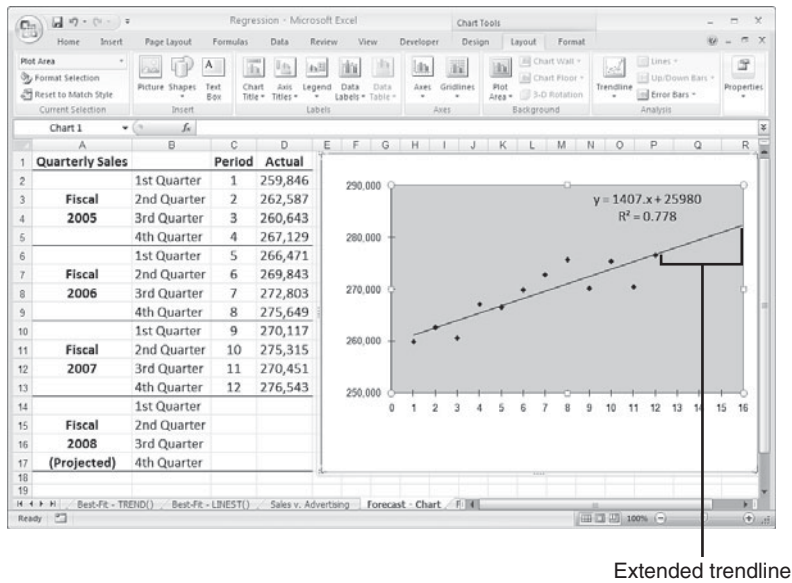 Regression - Microsoft Excel
Chart Tools
Home Insert Page Layout Formulas Data Review View Developer Design Layout Format
Plot Area
Format Selection
Reset to Match Style
Current Selection
Picture Shapes Text Box
Insert
Chart Title Axis Titles Legend Data Labels Data Table
Labels
Axes Gridlines
Axes
Plot Area
Chart Wall
Chart Floor
3-D Rotation
Background
Trendline
Lines
Up/Down Bars
Error Bars
Analysis
Properties
Chart 1 fx
A B C D E F G H I J K L M N O P Q R
1 Quarterly Sales Period Actual
2 1st Quarter 1 259,846
3 Fiscal 2nd Quarter 2 262,587
4 2005 3rd Quarter 3 260,643
5 4th Quarter 4 267,129
6 1st Quarter 5 266,471
7 Fiscal 2nd Quarter 6 269,843
8 2006 3rd Quarter 7 272,803
9 4th Quarter 8 275,649
10 1st Quarter 9 270,117
11 Fiscal 2nd Quarter 10 275,315
12 2007 3rd Quarter 11 270,451
13 4th Quarter 12 276,543
14 1st Quarter
15 Fiscal 2nd Quarter
16 2008 3rd Quarter
17 (Projected) 4th Quarter
18
19
290,000
280,000
270,000
260,000
250,000
y = 1407.x + 25980
R² = 0.778
0 1 2 3 4 5 6 7 8 9 10 11 12 13 14 15 16
Best-Fit - TREND() Best-Fit - LINEST() Sales v. Advertising Forecast - Chart
Ready 100%
Extended trendline